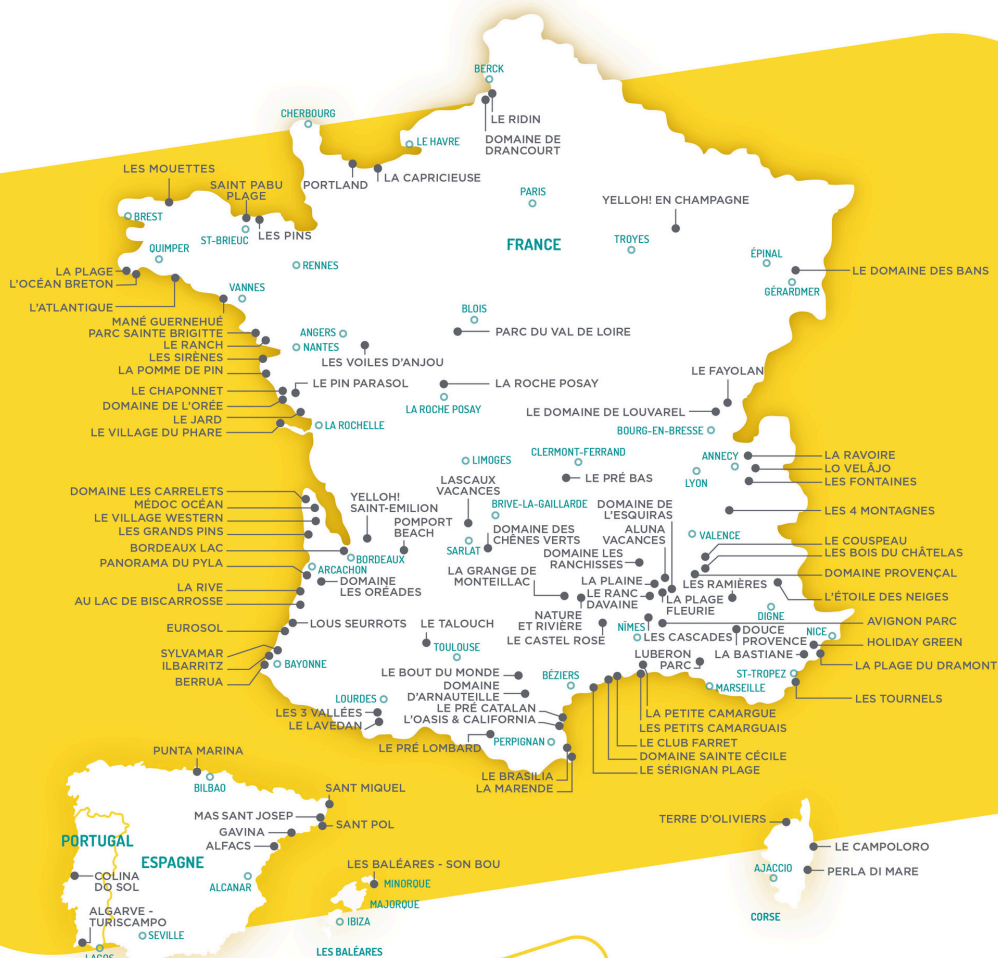 BERCK
LE RIDIN
CHERBOURG
LE HAVRE
DOMAINE DE
DRANCOURT
LES MOUETTES
SAINT PABU
PLAGE
PORTLAND
LA CAPRICIEUSE
PARIS
YELLOH! EN CHAMPAGNE
BREST
ST-BRIEUC
LES PINS
FRANCE
TROYES
QUIMPER
ÉPINAL
RENNES
LA PLAGE
L'OCÉAN BRETON
LE DOMAINE DES BANS
GÉRARDMER
L'ATLANTIQUE
VANNES
BLOIS
MANÉ GUERNEHUÉ
PARC SAINTE BRIGITTE
ANGERS
PARC DU VAL DE LOIRE
LE RANCH
NANTES
LES SIRÈNES
LES VOILES D'ANJOU
LA POMME DE PIN
LE FAYOLAN
LE CHAPONNET
LE PIN PARASOL
LA ROCHE POSAY
DOMAINE DE L'ORÉE
LA ROCHE POSAY
LE DOMAINE DE LOUVAREL
LE JARD
LA ROCHELLE
BOURG-EN-BRESSE
LE VILLAGE DU PHARE
CLERMONT-FERRAND
ANNECY
LA RAVOIRE
LIMOGES
LO VELÂJO
LYON
LE PRÉ BAS
LES FONTAINES
LASCAUX
VACANCES
DOMAINE LES CARRELETS
YELLOH!
SAINT-EMILION
MÉDOC OCÉAN
BRIVE-LA-GAILLARDE
DOMAINE DE
L'ESQUIRAS
LES 4 MONTAGNES
LE VILLAGE WESTERN
POMPORT
BEACH
DOMAINE DES
CHÊNES VERTS
ALUNA
VACANCES
LES GRANDS PINS
VALENCE
LE COUSPEAU
BORDEAUX LAC
SARLAT
DOMAINE LES
RANCHISSES
LES BOIS DU CHÂTELAS
BORDEAUX
PANORAMA DU PYLA
ARCACHON
LA GRANGE DE
MONTEILLAC
DOMAINE PROVENÇAL
DOMAINE
LES ORÉADES
LA PLAINE
LES RAMIÈRES
LA RIVE
LE RANC
DAVAINE
L'ÉTOILE DES NEIGES
AU LAC DE BISCARROSSE
LA PLAGE
FLEURIE
NATURE
ET RIVIÈRE
DIGNE
AVIGNON PARC
EUROSOL
LOUS SEURROTS
LE TALOUCH
LE CASTEL ROSE
NÎMES
LES CASCADES
DOUCE
PROVENCE
NICE
HOLIDAY GREEN
SYLVAMAR
TOULOUSE
LA BASTIANE
ILBARRITZ
BAYONNE
LUBERON
PARC
LA PLAGE DU DRAMONT
BERRUA
LE BOUT DU MONDE
BÉZIERS
ST-TROPEZ
DOMAINE
D'ARNAUTEILLE
MARSEILLE
LOURDES
LES TOURNELS
LE PRÉ CATALAN
LES 3 VALLÉES
L'OASIS & CALIFORNIA
LA PETITE CAMARGUE
LE LAVEDAN
LES PETITS CAMARGUAIS
LE PRÉ LOMBARD
PERPIGNAN
LE CLUB FARRET
DOMAINE SAINTE CÉCILE
LE SÉRIGNAN PLAGE
LE BRASILIA
LA MARENDE
PUNTA MARINA
BILBAO
SANT MIQUEL
MAS SANT JOSEP
SANT POL
TERRE D'OLIVIERS
GAVINA
PORTUGAL
ALFACS
LE CAMPOLORO
ESPAGNE
LES BALÉARES - SON BOU
PERLA DI MARE
COLINA
DO SOL
ALCANAR
MINORQUE
AJACCIO
MAJORQUE
ALGARVE -
TURISCAMPO
IBIZA
CORSE
SEVILLE
LES BALÉARES
LAGOS